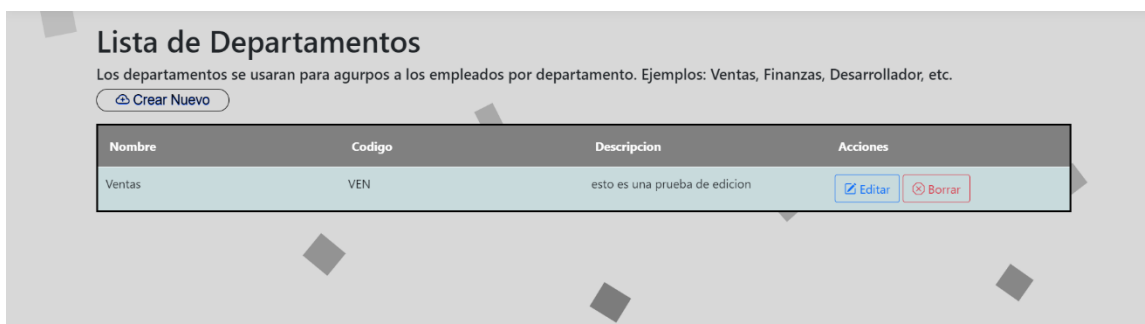 Lista de Departamentos
Los departamentos se usaran para agurpos a los empleados por departamento. Ejemplos: Ventas, Finanzas, Desarrollador, etc.
Crear Nuevo
Nombre Codigo Descripcion Acciones
Ventas VEN esto es una prueba de edicion Editar Borrar